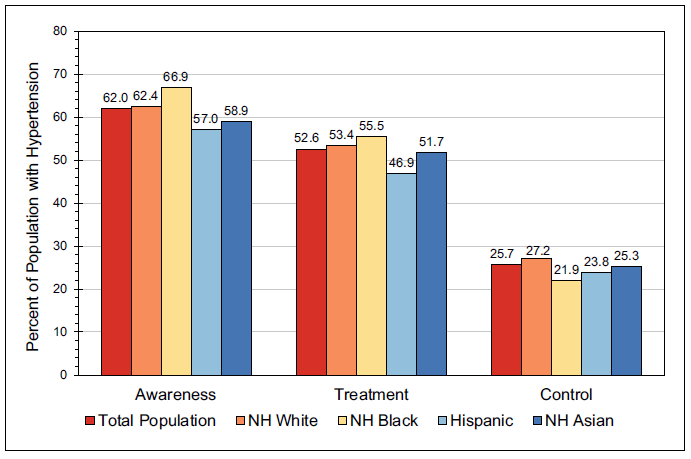 Percent of Population with Hypertension
80
70
60
50
40
30
20
10
0
62.0 62.4 66.9 57.0 58.9
52.6 53.4 55.5 46.9 51.7
25.7 27.2 21.9 23.8 25.3
Awareness Treatment Control
Total Population NH White NH Black Hispanic NH Asian